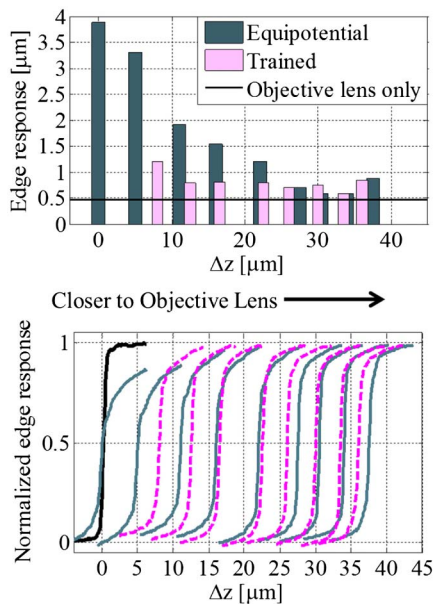 4
3.5
3
2.5
2
1.5
1
0.5
0
Edge response [μm]
Equipotential
Trained
Objective lens only
0 10 20 30 40
Δz [μm]
Closer to Objective Lens
1
0.5
0
Normalized edge response
0 5 10 15 20 25 30 35 40 45
Δz [μm]